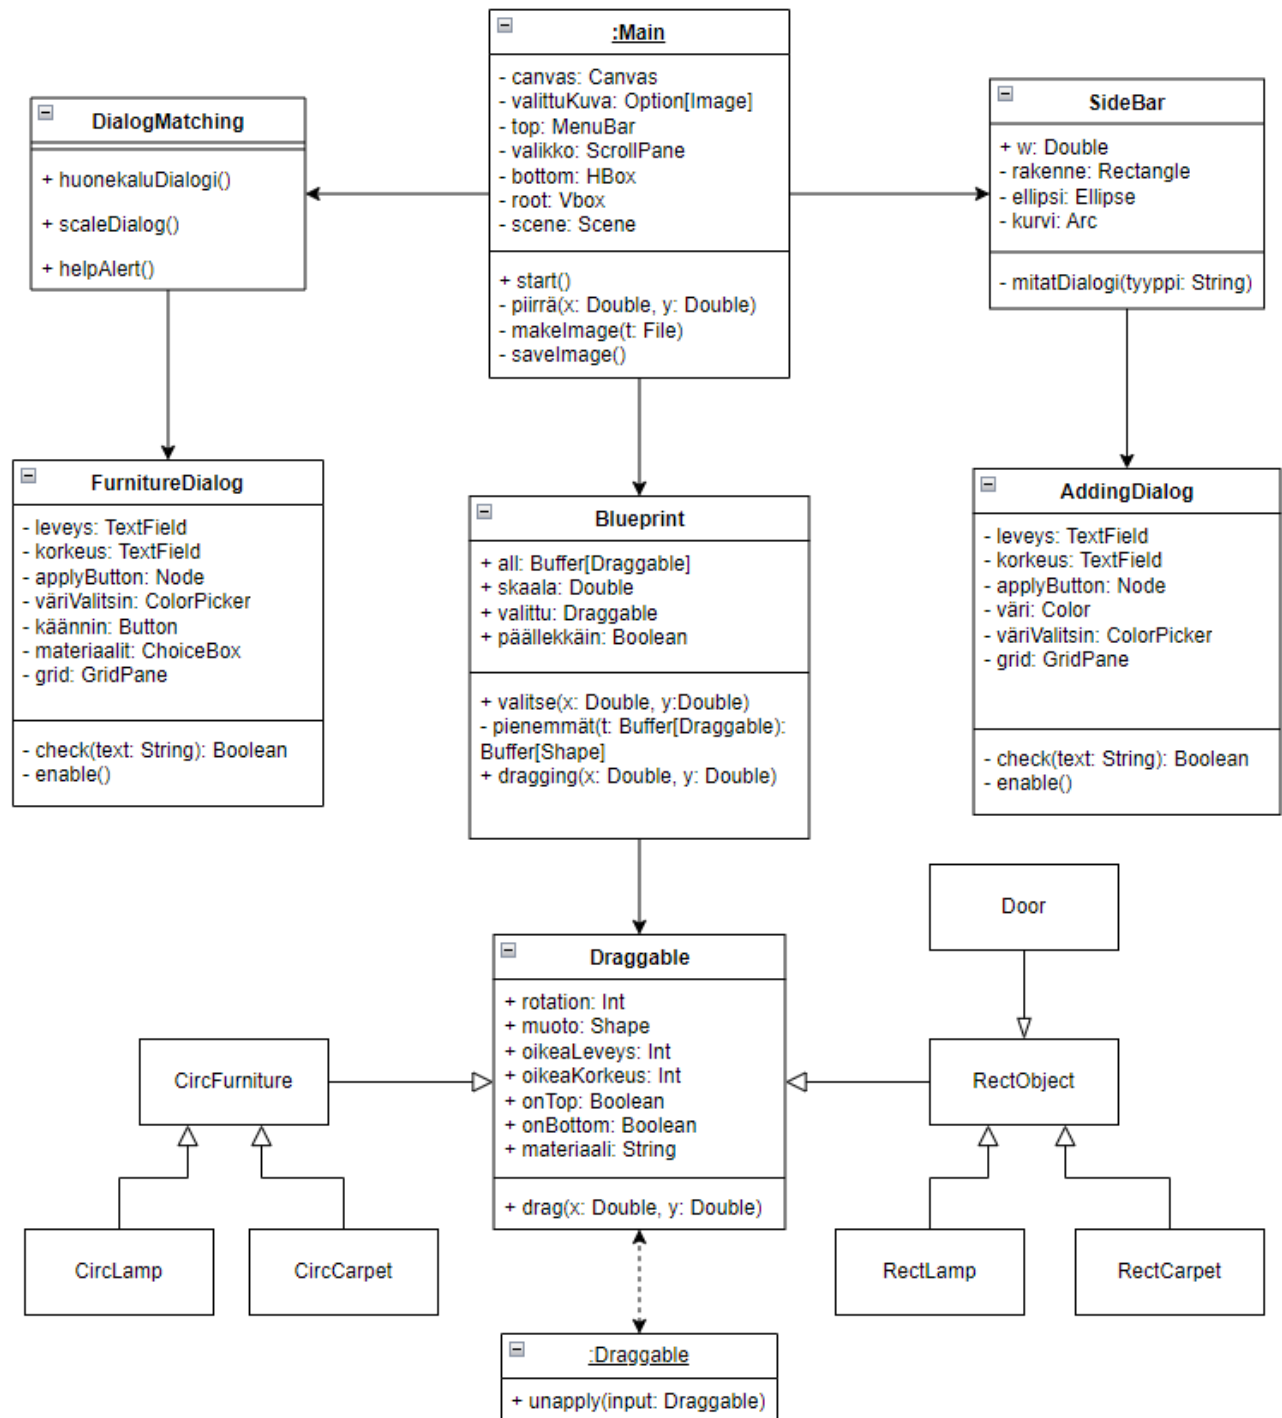 :Main
- canvas: Canvas
- valittuKuva: Option[Image]
- top: MenuBar
- valikko: ScrollPane
- bottom: HBox
- root: Vbox
- scene: Scene
+ start()
- piirrä(x: Double, y: Double)
- makeImage(t: File)
- saveImage()
DialogMatching
+ huonekaluDialogi()
+ scaleDialog()
+ helpAlert()
SideBar
+ w: Double
- rakenne: Rectangle
- ellipsi: Ellipse
- kurvi: Arc
- mitatDialogi(tyyppi: String)
FurnitureDialog
- leveys: TextField
- korkeus: TextField
- applyButton: Node
- väriValitsin: ColorPicker
- käännin: Button
- materiaalit: ChoiceBox
- grid: GridPane
- check(text: String): Boolean
- enable()
Blueprint
+ all: Buffer[Draggable]
+ skaala: Double
+ valittu: Draggable
+ päällekkäin: Boolean
+ valitse(x: Double, y:Double)
- pienemmät(t: Buffer[Draggable):
Buffer[Shape]
+ dragging(x: Double, y: Double)
AddingDialog
- leveys: TextField
- korkeus: TextField
- applyButton: Node
- väri: Color
- väriValitsin: ColorPicker
- grid: GridPane
- check(text: String): Boolean
- enable()
Door
Draggable
+ rotation: Int
+ muoto: Shape
+ oikeaLeveys: Int
+ oikeaKorkeus: Int
+ onTop: Boolean
+ onBottom: Boolean
+ materiaali: String
+ drag(x: Double, y: Double)
CircFurniture
RectObject
CircLamp
CircCarpet
RectLamp
RectCarpet
:Draggable
+ unapply(input: Draggable)